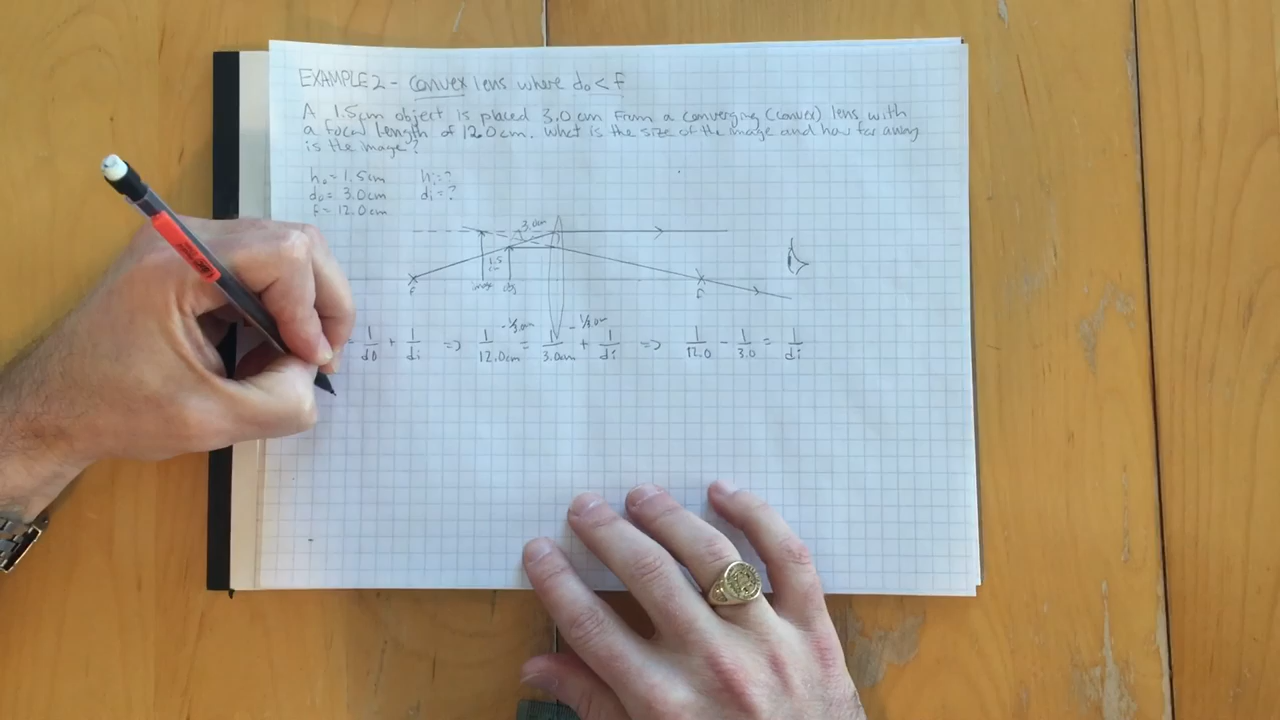 EXAMPLE 2 - Convex lens where do < f
A 1.5cm object is placed 3.0 cm from a converging (convex) lens with
a focal length of 12.0cm. What is the size of the image and how far away
is the image?
ho = 1.5cm hi = ?
do = 3.0cm di = ?
f = 12.0cm
3.0cm
1.5 cm
f image obj f
-1/3.0cm -1/3.0cm
= 1/do + 1/di => 1/12.0cm = 1/3.0cm + 1/di => 1/12.0 - 1/3.0 = 1/di